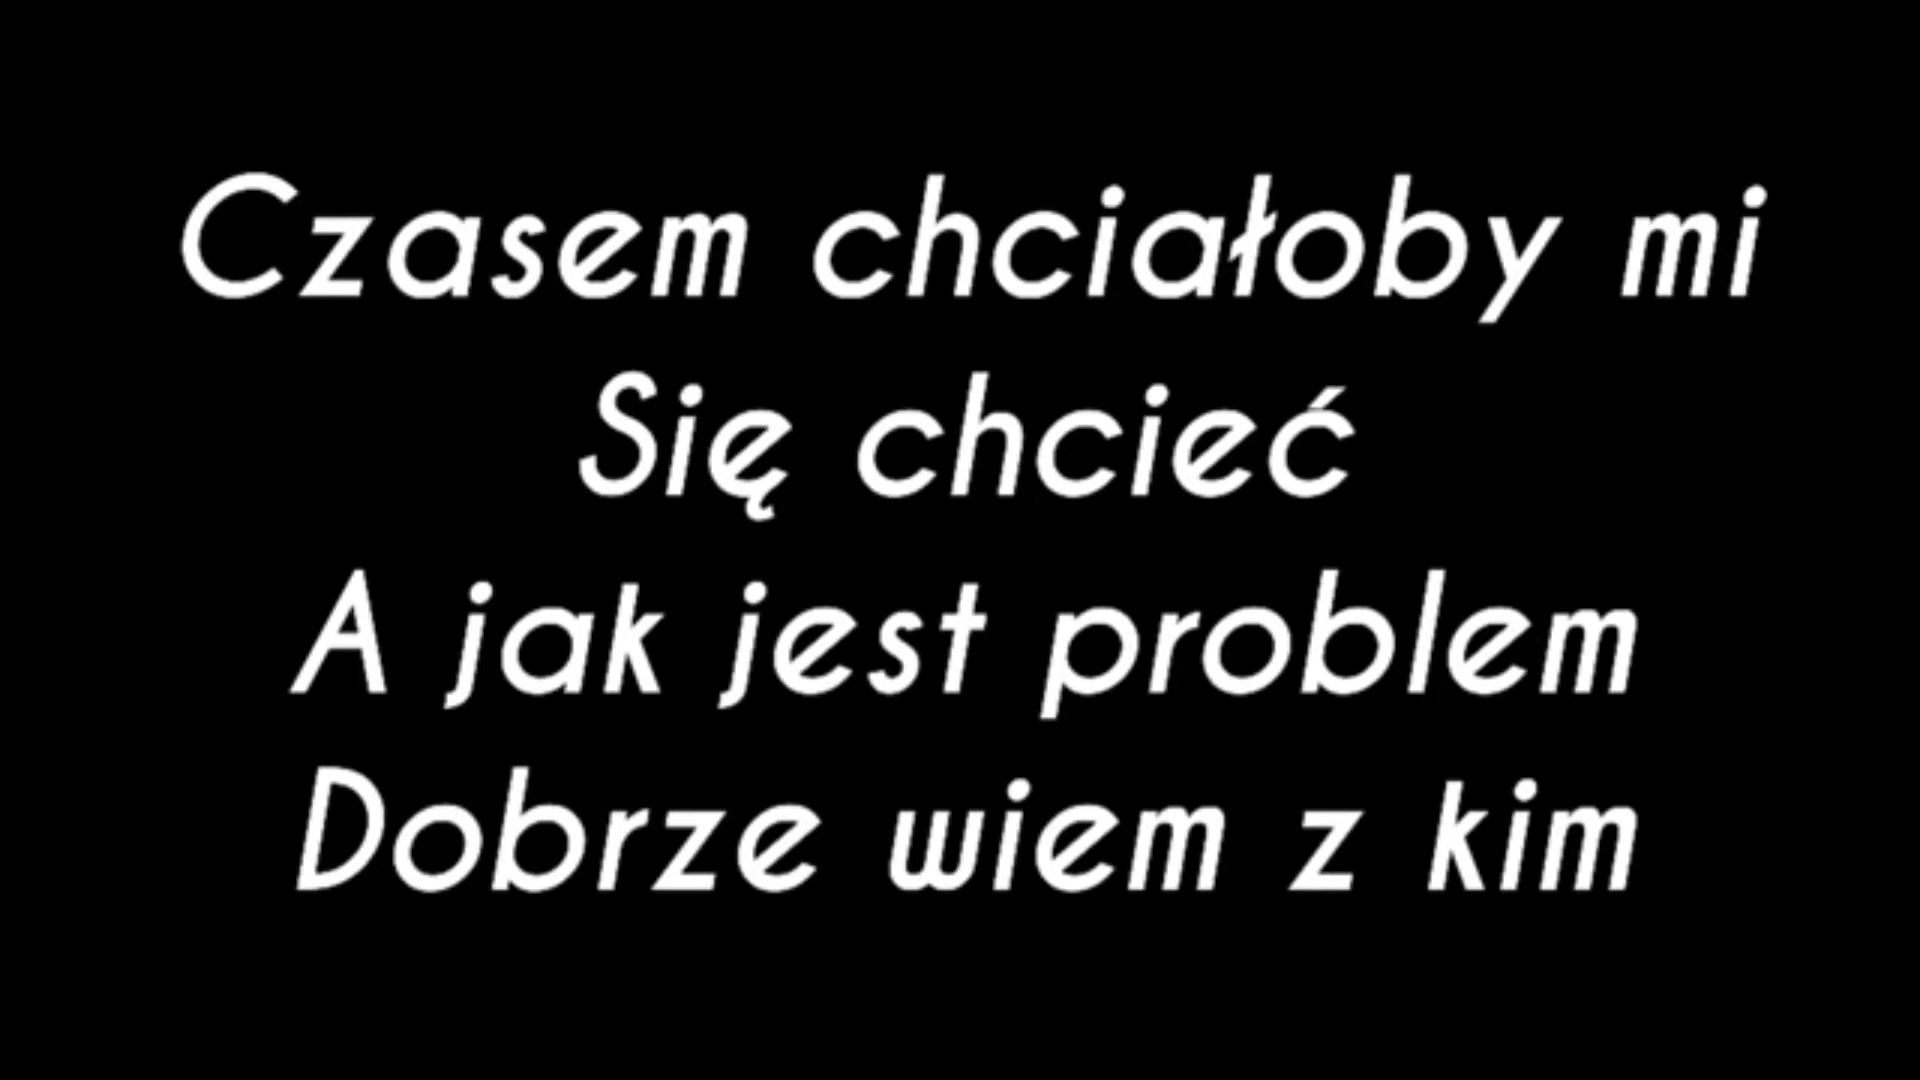 Czasem chciałoby mi
Się chcieć
A jak jest problem
Dobrze wiem z kim